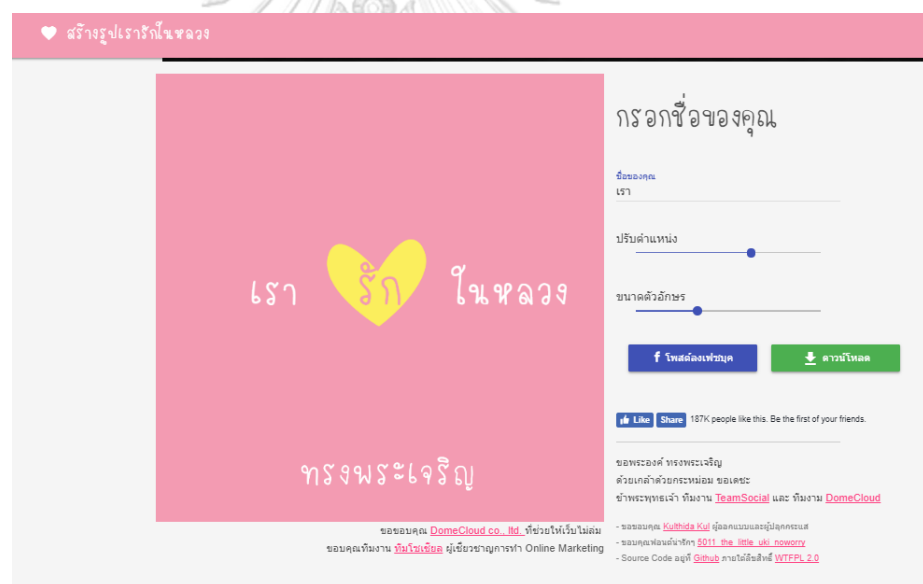 สร้างรูปเรารักในหลวง
เรา รัก ในหลวง
ทรงพระเจริญ
ขอขอบคุณ DomeCloud co., ltd. ที่ช่วยให้เว็บไม่ล่ม
ขอบคุณทีมงาน ทีมโซเชียล ผู้เชี่ยวชาญการทำ Online Marketing
กรอกชื่อของคุณ
ชื่อของคุณ
เรา
ปรับตำแหน่ง
ขนาดตัวอักษร
โพสต์ลงเฟซบุค
ดาวน์โหลด
Like Share 187K people like this. Be the first of your friends.
ขอพระองค์ ทรงพระเจริญ
ด้วยเกล้าด้วยกระหม่อม ขอเดชะ
ข้าพระพุทธเจ้า ทีมงาน TeamSocial และ ทีมงาม DomeCloud
- ขอขอบคุณ Kulthida Kul ผู้ออกแบบและผู้ปลุกกระแส
- ขอบคุณฟอนต์น่ารักๆ 5011_the_little_uki_noworry
- Source Code อยู่ที่ Github ภายใต้ลิขสิทธิ์ WTFPL 2.0